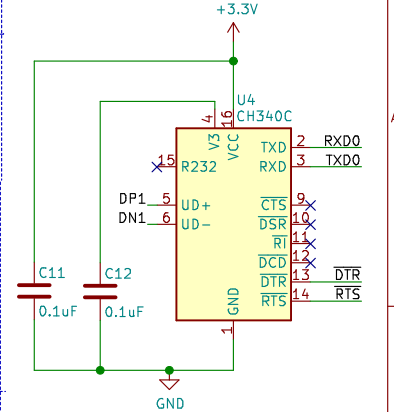 +3.3V
U4
CH340C
4
16
V3
VCC
TXD
2
RXD0
15
R232
RXD
3
TXD0
DP1
5
UD+
CTS
9
DN1
6
UD-
DSR
10
RI
11
DCD
12
C11
C12
DTR
13
DTR
0.1uF
0.1uF
GND
RTS
14
RTS
1
GND